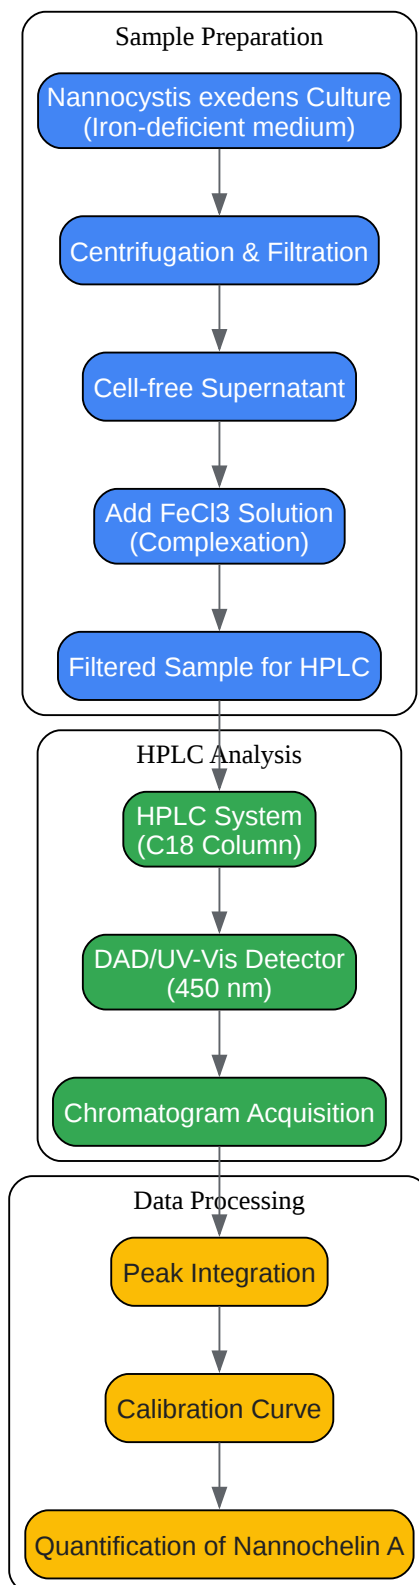 Sample Preparation
Nannocystis exedens Culture
(Iron-deficient medium)
Centrifugation & Filtration
Cell-free Supernatant
Add FeCl3 Solution
(Complexation)
Filtered Sample for HPLC
HPLC Analysis
HPLC System
(C18 Column)
DAD/UV-Vis Detector
(450 nm)
Chromatogram Acquisition
Data Processing
Peak Integration
Calibration Curve
Quantification of Nannochelin A